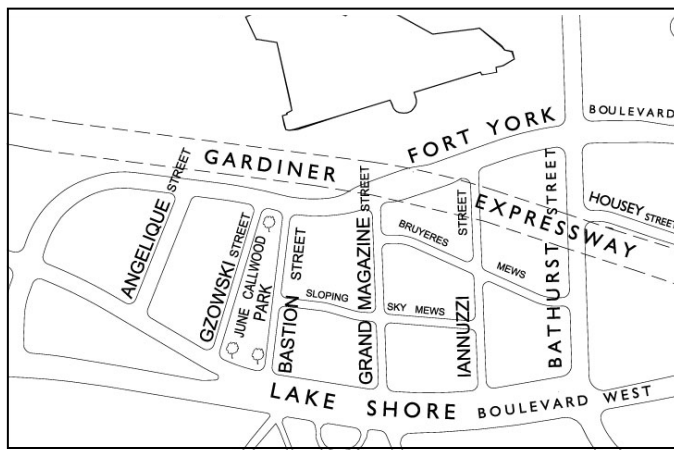 FORT YORK BOULEVARD
GARDINER EXPRESSWAY
ANGELIQUE STREET
GZOWSKI STREET
JUNE CALLWOOD
PARK
BASTION STREET
GRAND MAGAZINE STREET
IANNUZZI STREET
BATHURST STREET
HOUSEY STREET
BRUYERES MEWS
SLOPING SKY MEWS
LAKE SHORE BOULEVARD WEST